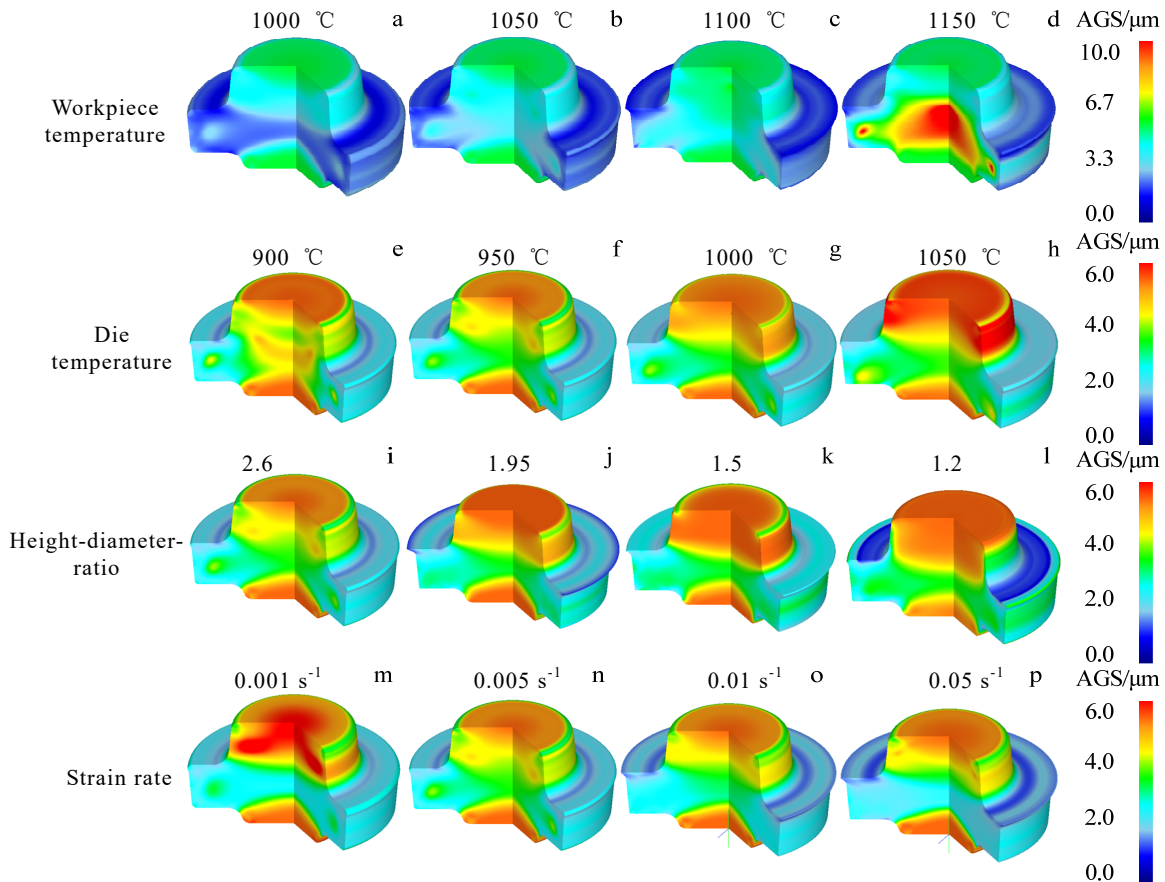 1000 ℃ a 1050 ℃ b 1100 ℃ c 1150 ℃ d AGS/μm
10.0
Workpiece
temperature
6.7
3.3
0.0
900 ℃ e 950 ℃ f 1000 ℃ g 1050 ℃ h AGS/μm
6.0
Die
temperature
4.0
2.0
0.0
2.6 i 1.95 j 1.5 k 1.2 l AGS/μm
6.0
Height-diameter-
ratio
4.0
2.0
0.0
0.001 s-1 m 0.005 s-1 n 0.01 s-1 o 0.05 s-1 p AGS/μm
6.0
Strain rate
4.0
2.0
0.0